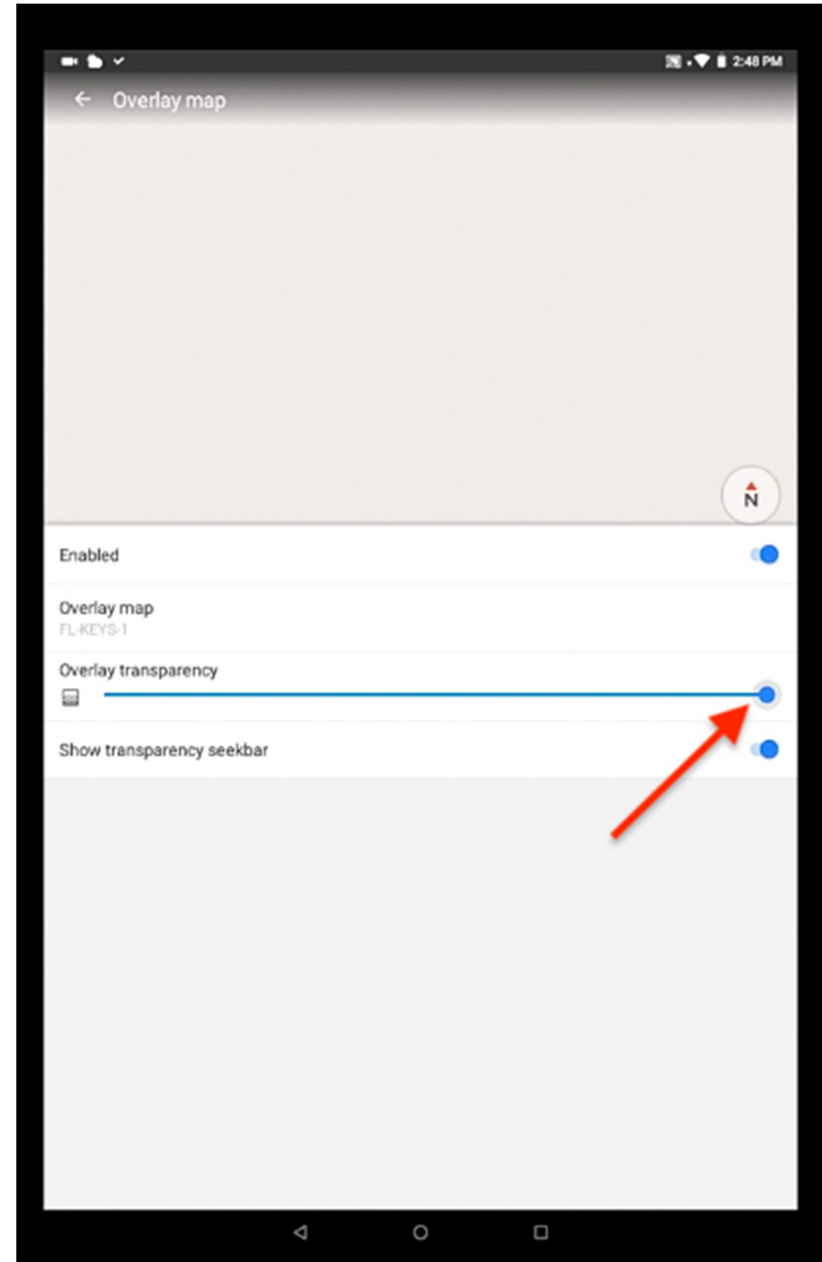 2:48 PM
Overlay map
N
Enabled
Overlay map
FL-KEYS-1
Overlay transparency
Show transparency seekbar